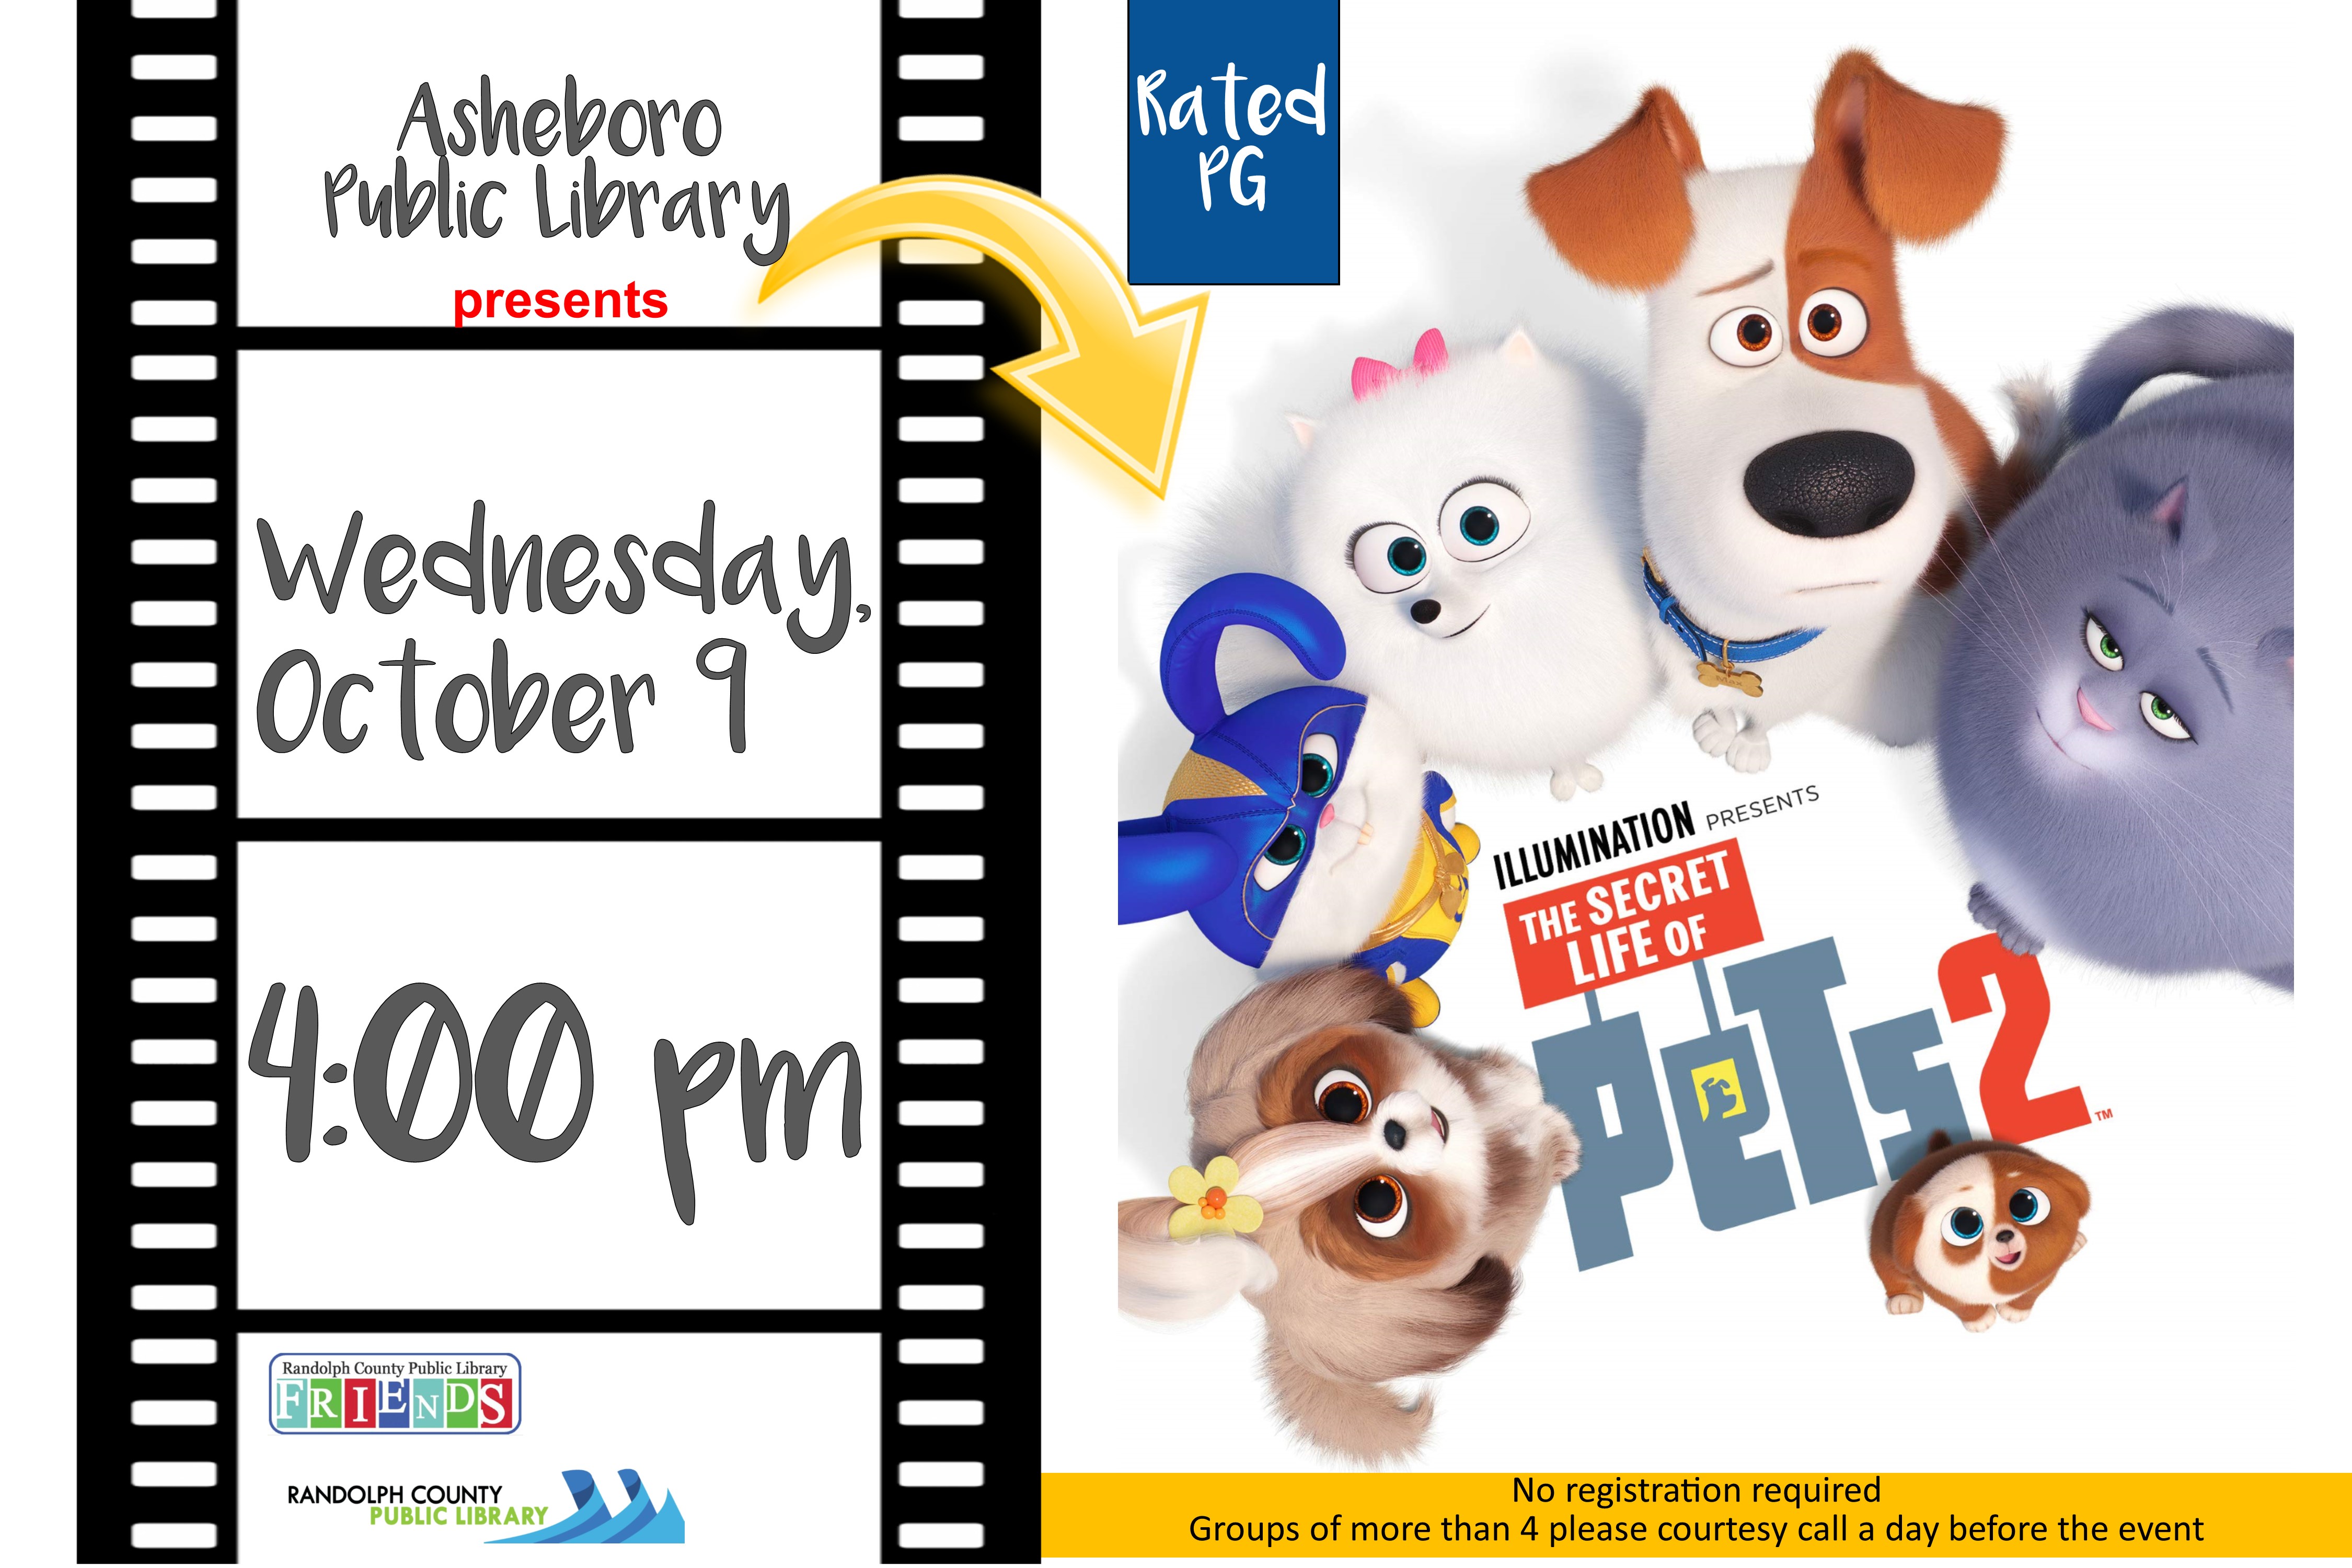 Asheboro
Public Library
presents
Wednesday,
October 9
4:00 pm
Randolph County Public Library
FRIENDS
RANDOLPH COUNTY
PUBLIC LIBRARY
Rated
PG
ILLUMINATION PRESENTS
THE SECRET
LIFE OF
PETS 2 TM
No registration required
Groups of more than 4 please courtesy call a day before the event